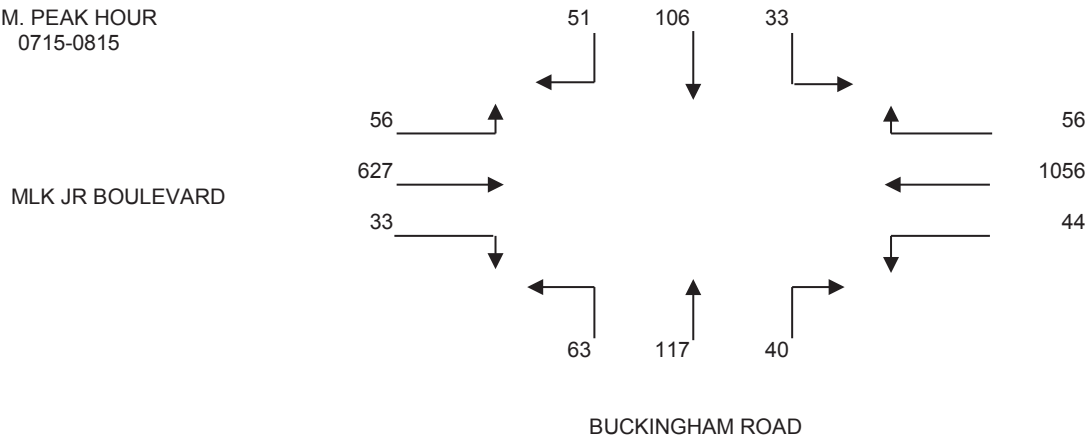 M. PEAK HOUR 51 106 33
0715-0815
56 56
627 1056
MLK JR BOULEVARD
33 44
63 117 40
BUCKINGHAM ROAD